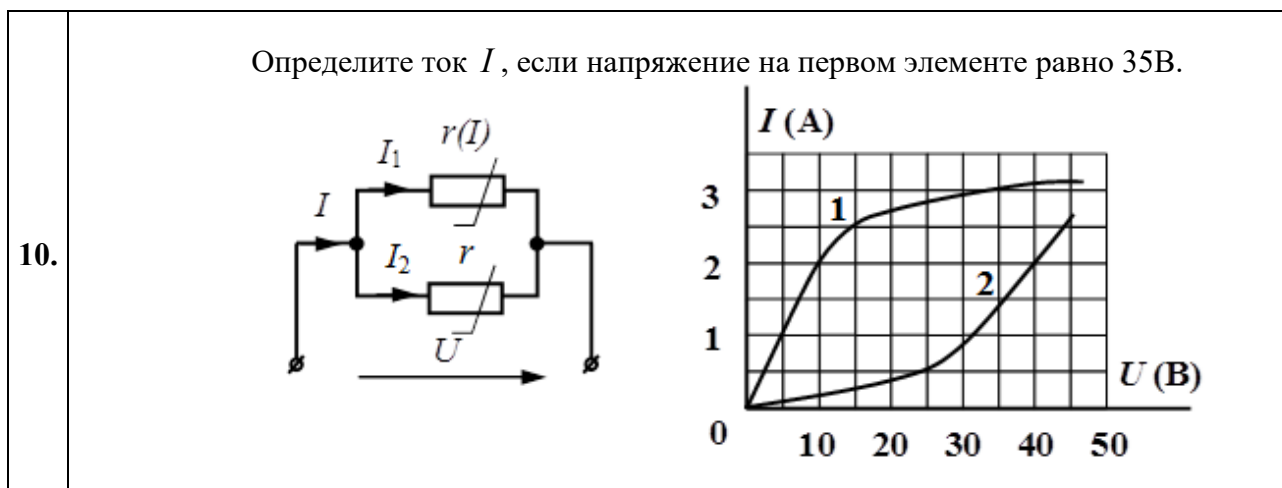 10.
Определите ток I , если напряжение на первом элементе равно 35В.
r(I)
I1
I
I2
r
U
I (А)
3
2
1
0
10 20 30 40 50
U (В)
1
2